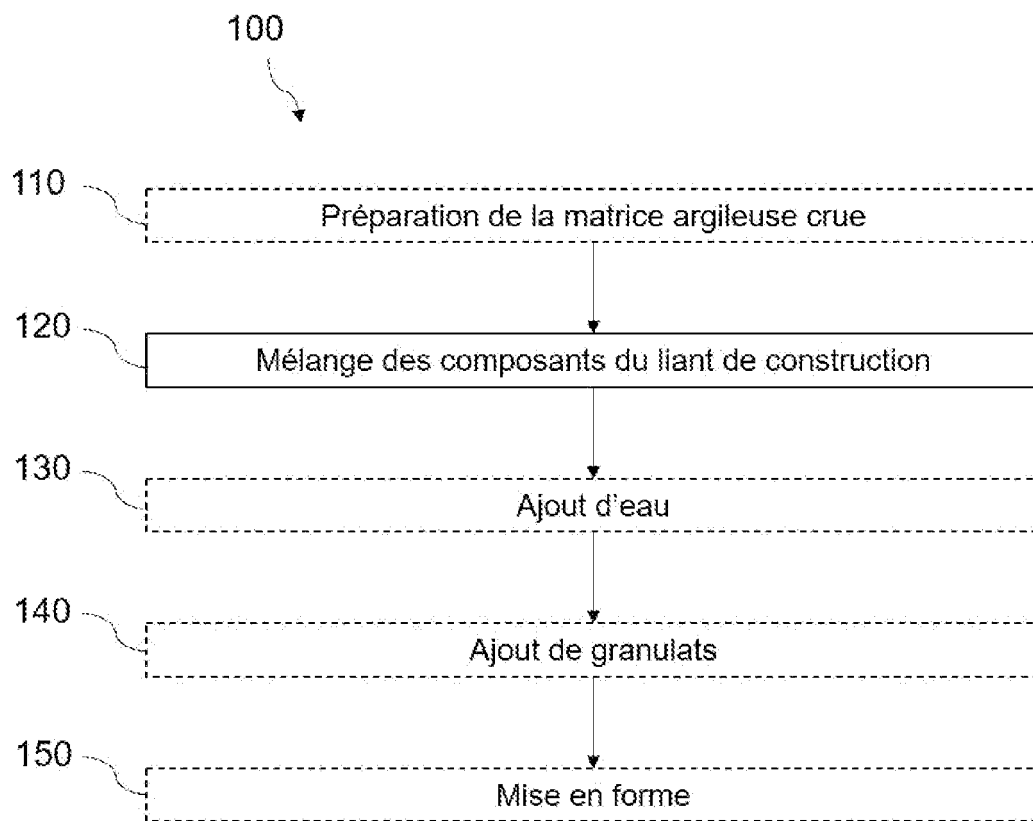 100
110
Préparation de la matrice argileuse crue
120
Mélange des composants du liant de construction
130
Ajout d'eau
140
Ajout de granulats
150
Mise en forme